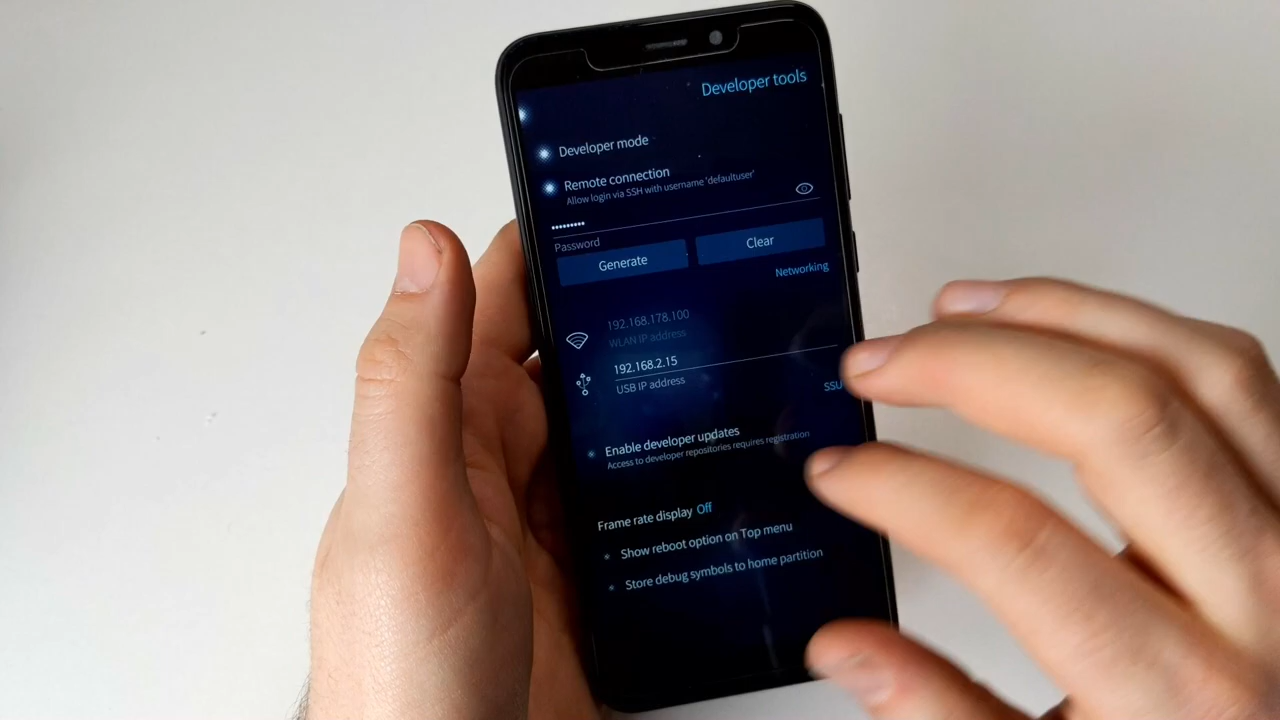 Developer tools
Developer mode
Remote connection
Allow login via SSH with username 'defaultuser'
•••••••••
Password
Generate
Clear
Networking
192.168.178.100
WLAN IP address
192.168.2.15
USB IP address
SSU
Enable developer updates
Access to developer repositories requires registration
Frame rate display Off
Show reboot option on Top menu
Store debug symbols to home partition